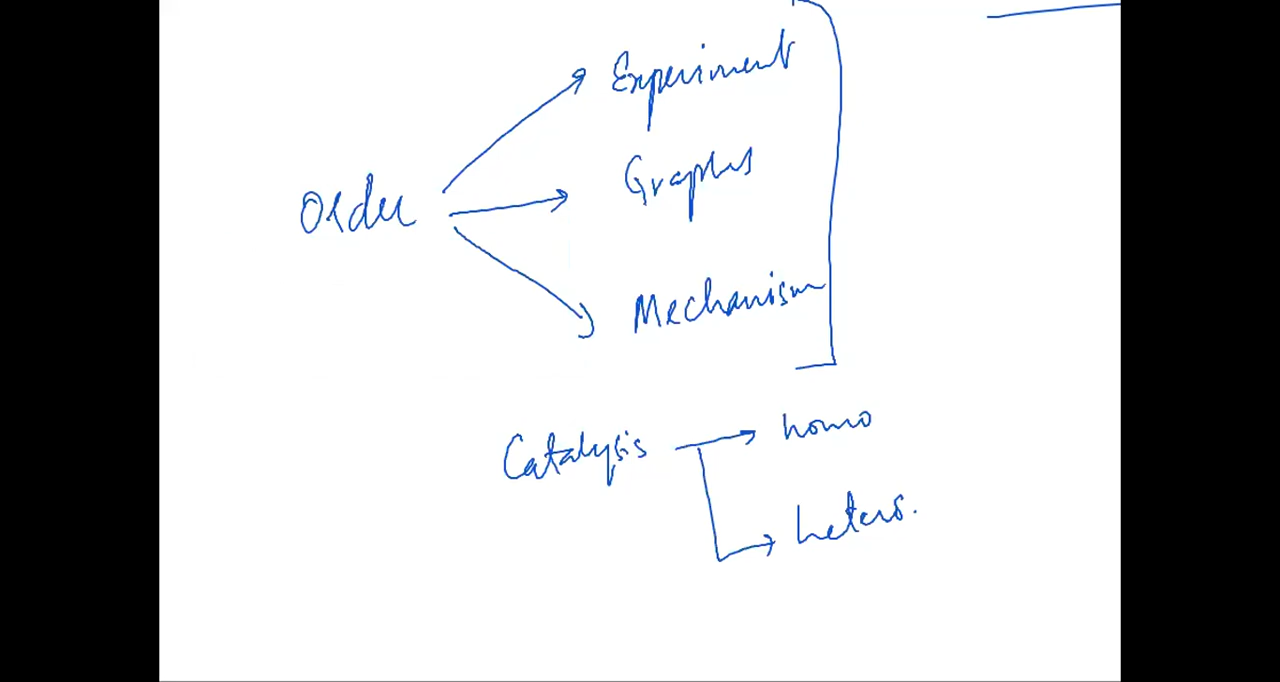 Experiment
Graphs
Order
Mechanism
Catalysis homo
hetero.